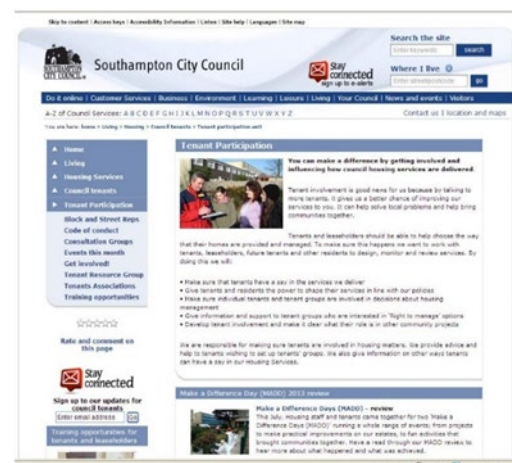 Skip to content | Access keys | Accessibility Information | Listen | Site help | Languages | Site map
Search the site
Enter keywords
search
SOUTHAMPTON
CITY COUNCIL
Southampton City Council
Stay
connected
sign up to e-alerts
Where I live
Enter street/postcode
go
Do it online | Customer Services | Business | Environment | Learning | Leisure | Living | Your Council | News and events | Visitors
A-Z of Council Services: A B C D E F G H I J K L M N O P Q R S T U V W X Y Z
Contact us | location and maps
You are here: home > Living > Housing > Council tenants > Tenant participation unit
Home
Living
Housing Services
Council tenants
Tenant Participation
Block and Street Reps
Code of conduct
Consultation Groups
Events this month
Get involved!
Tenant Resource Group
Tenants Associations
Training opportunities
Rate and comment on
this page
Stay
connected
Sign up to our updates for
council tenants
Enter email address
Go
Training opportunities for
tenants and leaseholders
Tenant Participation
You can make a difference by getting involved and
influencing how council housing services are delivered.
Tenant involvement is good news for us because by talking to
more tenants, it gives us a better chance of improving our
services to you. It can help solve local problems and help bring
communities together.
Tenants and leaseholders should be able to help choose the way
that their homes are provided and managed. To make sure this happens we want to work with
tenants, leaseholders, future tenants and other residents to design, monitor and review services. By
doing this we will:
• Make sure that tenants have a say in the services we deliver
• Give tenants and residents the power to shape their services in line with our policies
• Make sure individual tenants and tenant groups are involved in decisions about housing
management
• Give information and support to tenant groups who are interested in 'Right to manage' options
• Develop tenant involvement and make it clear what their role is in other community projects
We are responsible for making sure tenants are involved in housing matters. We provide advice and
help to tenants wishing to set up tenants' groups. We also give information on other ways tenants
can have a say in our Housing Services.
Make a Difference Day (MADD) 2013 review
Make a Difference Days (MADD) - review
This July, Housing staff and tenants came together for two 'Make a
Difference Days (MADD)' running a whole range of events; from projects
to make practical improvements on our estates, to fun activities that
brought communities together. Have a read through our MADD review to
hear more about what happened and what was achieved.